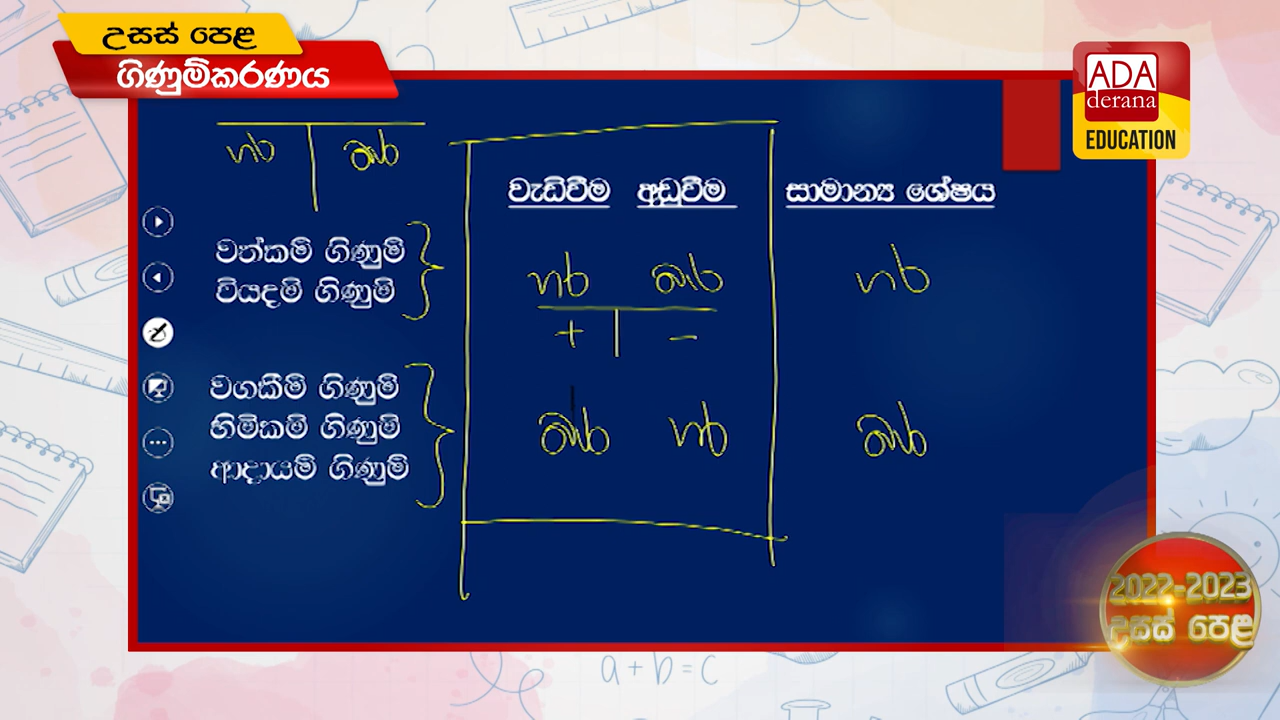 උසස් පෙළ
ගිණුම්කරණය
ADA
derana
EDUCATION
හර බැර
වැඩිවීම අඩුවීම සාමාන්‍ය ශේෂය
වත්කම් ගිණුම්
වියදම් ගිණුම්
හර බැර හර
+ -
වගකීම් ගිණුම්
හිමිකම් ගිණුම්
ආදායම් ගිණුම්
බැර හර බැර
2022-2023
උසස් පෙළ
a+b=c